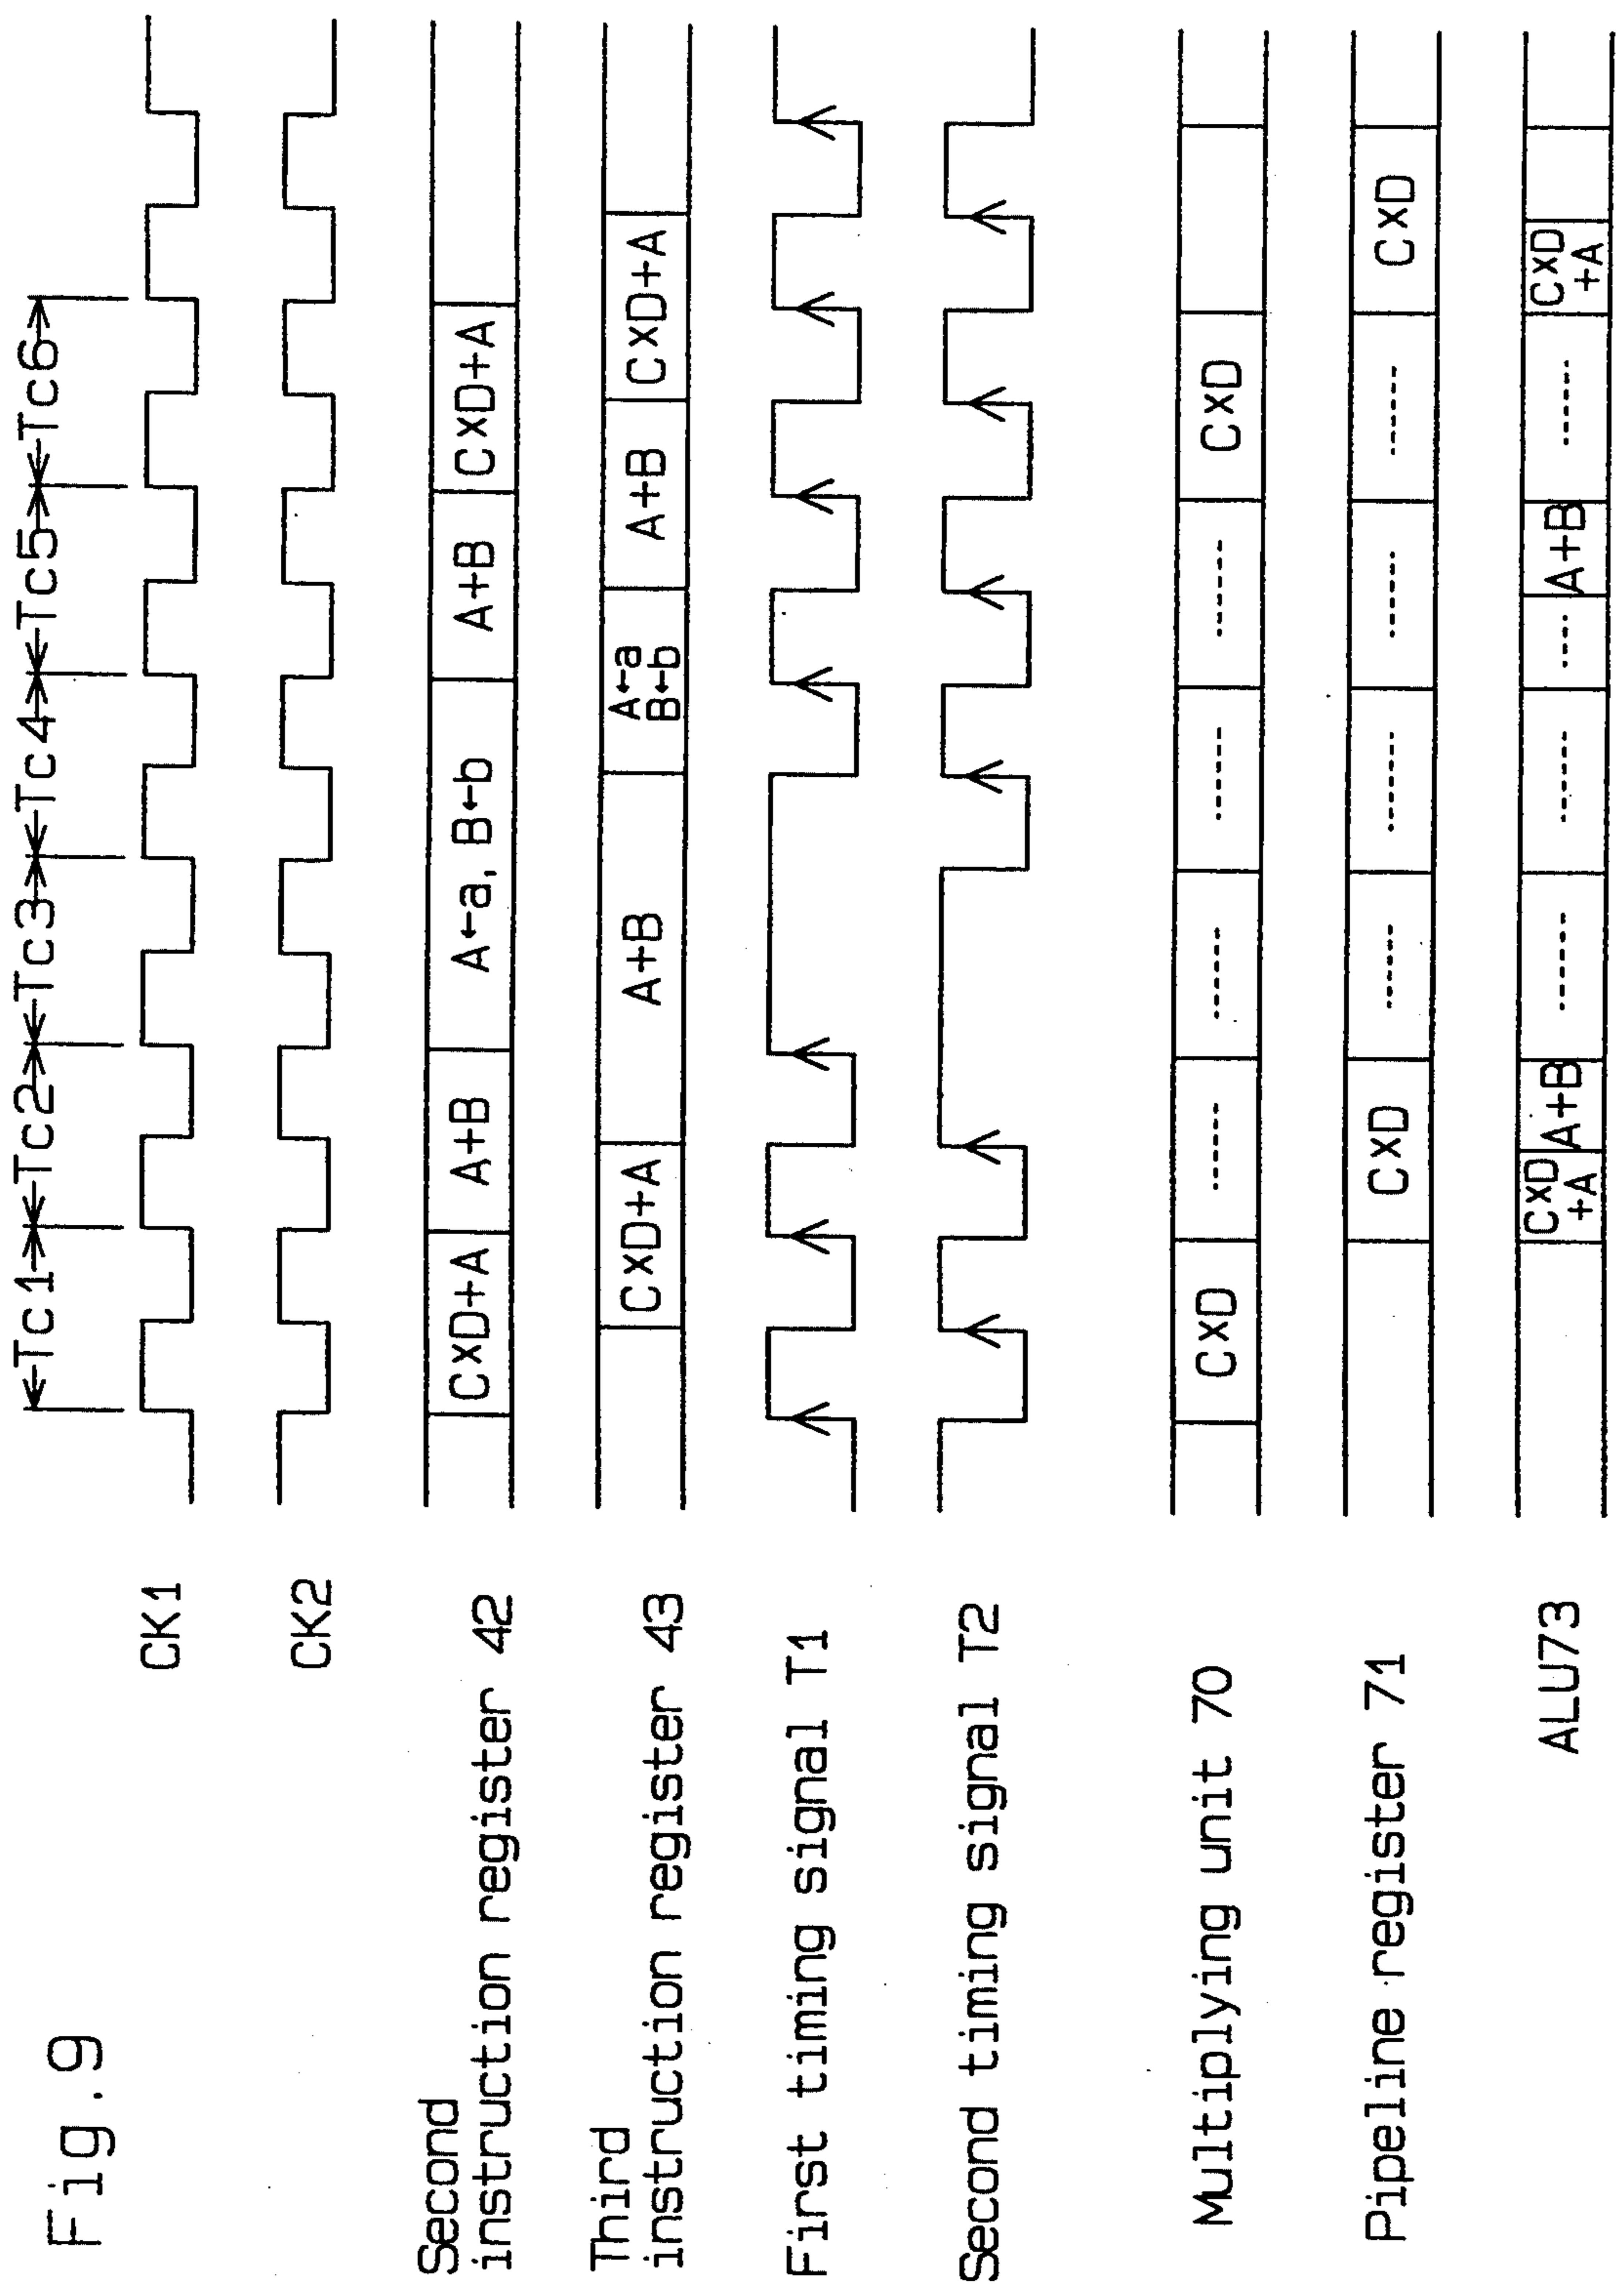 Fig.9
Tc1 Tc2 Tc3 Tc4 Tc5 Tc6
CK1
CK2
Second
instruction register 42
C×D+A A+B A←a, B←b A+B C×D+A
Third
instruction register 43
C×D+A A+B A←a
B←b A+B C×D+A
First timing signal T1
Second timing signal T2
Multiplying unit 70
C×D ------ ------ ------ ------ C×D
Pipeline register 71
C×D ------ ------ ------ ------ C×D
ALU73
C×D
+A A+B ------ ------ ---- A+B ------ C×D
+A